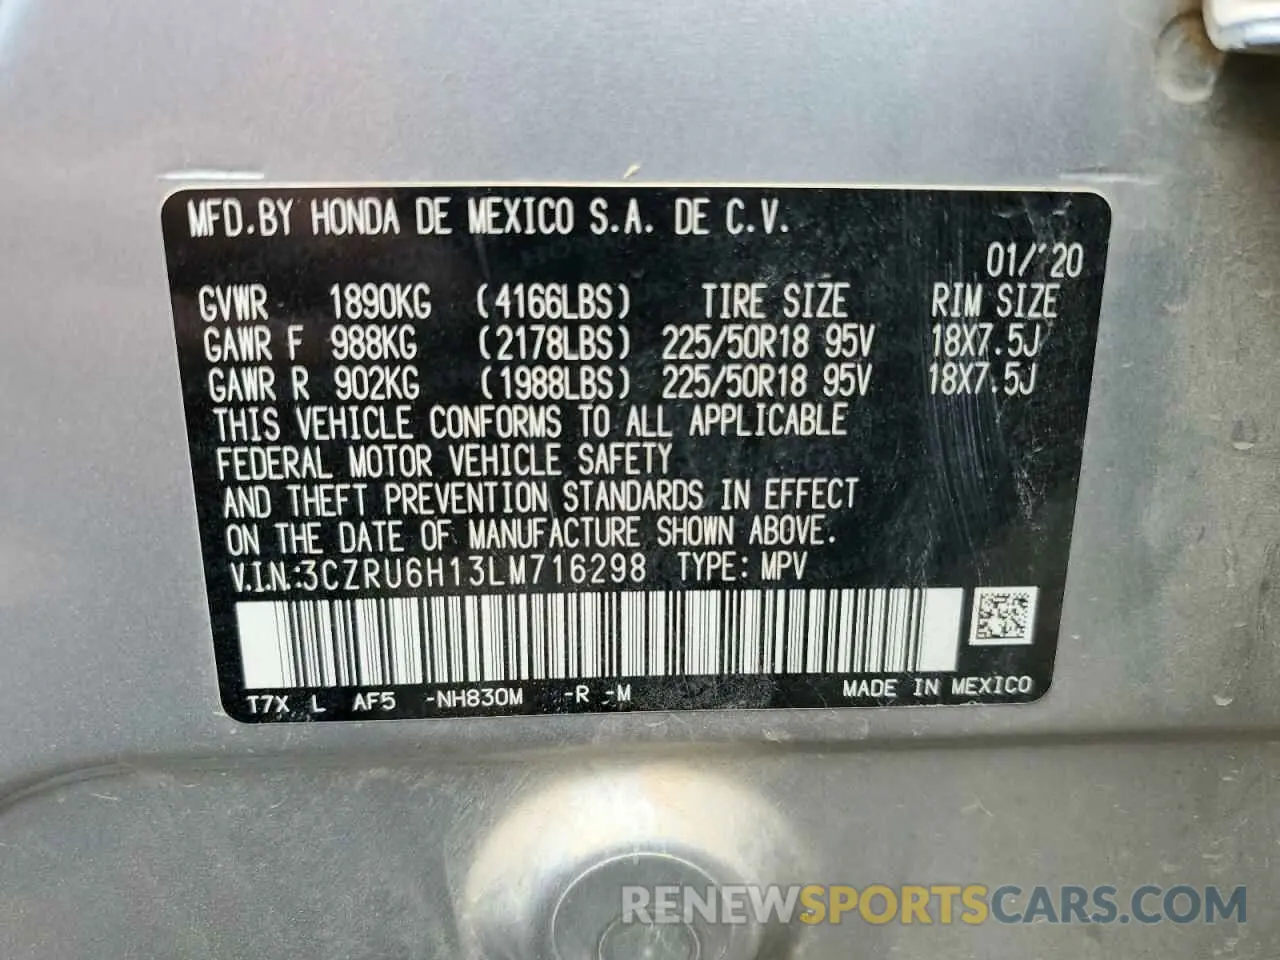 MFD.BY HONDA DE MEXICO S.A. DE C.V.
01/'20
GVWR 1890KG (4166LBS) TIRE SIZE RIM SIZE
GAWR F 988KG (2178LBS) 225/50R18 95V 18X7.5J
GAWR R 902KG (1988LBS) 225/50R18 95V 18X7.5J
THIS VEHICLE CONFORMS TO ALL APPLICABLE
FEDERAL MOTOR VEHICLE SAFETY
AND THEFT PREVENTION STANDARDS IN EFFECT
ON THE DATE OF MANUFACTURE SHOWN ABOVE.
V.I.N.:3CZRU6H13LM716298 TYPE: MPV
T7X L AF5 -NH830M -R -M MADE IN MEXICO
RENEWSPORTSCARS.COM